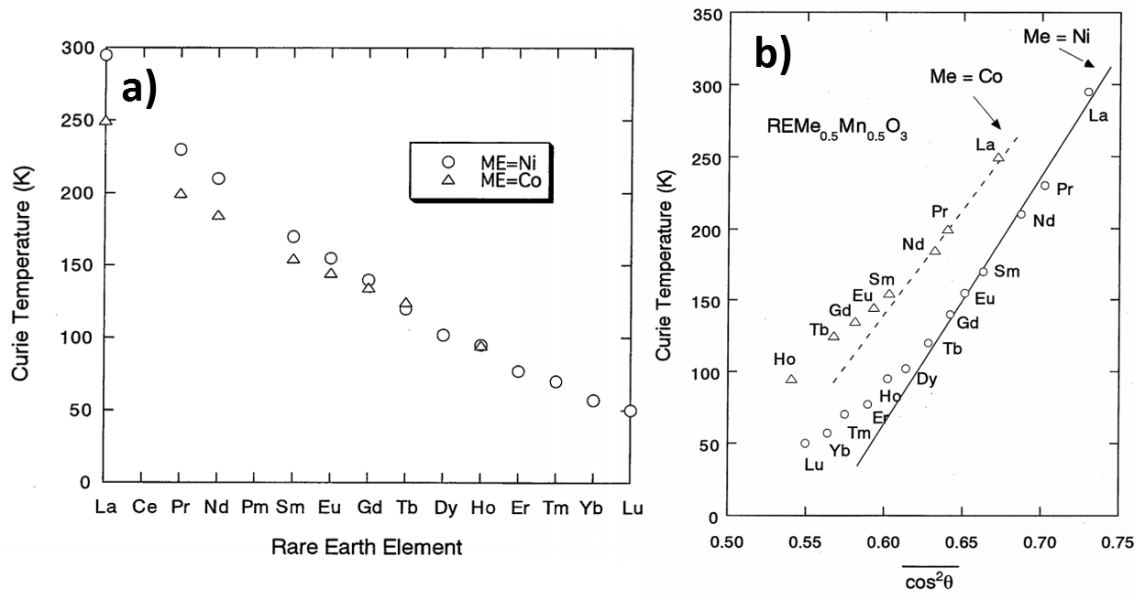 a)
300
250
200
150
100
50
0
Curie Temperature (K)
ME=Ni
ME=Co
La Ce Pr Nd Pm Sm Eu Gd Tb Dy Ho Er Tm Yb Lu
Rare Earth Element
b)
350
300
250
200
150
100
50
0
Curie Temperature (K)
Me = Ni
Me = Co
REMe0.5Mn0.5O3
La
La
Pr
Pr
Nd
Nd
Sm
Sm
Eu
Eu
Gd
Gd
Tb
Tb
Ho
Dy
Ho
Er
Tm
Yb
Lu
0.50 0.55 0.60 0.65 0.70 0.75
cos²θ